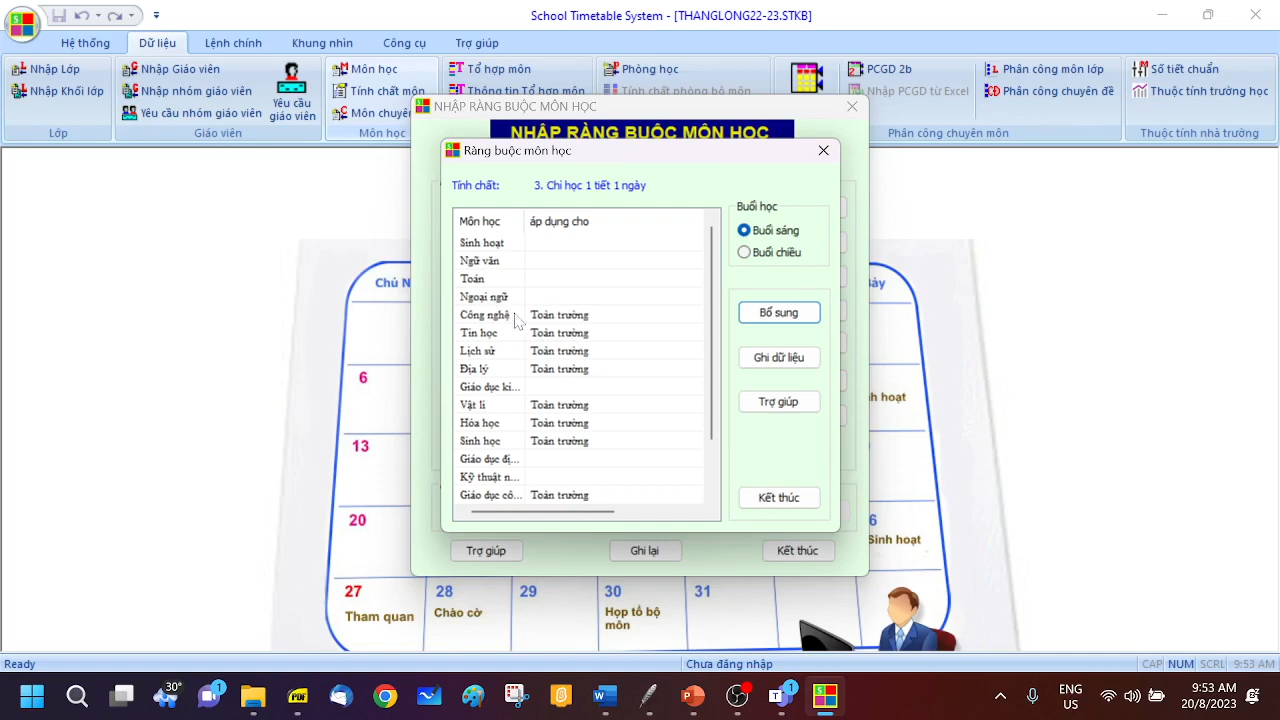 School Timetable System - [THANGLONG22-23.STKB]
Hệ thống Dữ liệu Lệnh chính Khung nhìn Công cụ Trợ giúp
Nhập Lớp Nhập Giáo viên Môn học Tổ hợp môn Phòng học PCGD 2b Phân công môn lớp Số tiết chuẩn
Nhập Khối lớp Nhập nhóm giáo viên Tính chất môn Thông tin Tổ hợp môn Tính chất phòng bộ môn Nhập PCGD từ Excel Phân công chuyên đề Thuộc tính trường học
Yêu cầu nhóm giáo viên Yêu cầu giáo viên Môn chuyên
Lớp Giáo viên Môn học Phân công chuyên môn Thuộc tính nhà trường
NHẬP RÀNG BUỘC MÔN HỌC
NHẬP RÀNG BUỘC MÔN HỌC
Ràng buộc môn học
Tính chất: 3. Chỉ học 1 tiết 1 ngày
Môn học áp dụng cho
Sinh hoạt
Ngữ văn
Toán
Ngoại ngữ
Công nghệ Toàn trường
Tin học Toàn trường
Lịch sử Toàn trường
Địa lý Toàn trường
Giáo dục ki...
Vật lí Toàn trường
Hóa học Toàn trường
Sinh học Toàn trường
Giáo dục đị...
Kỹ thuật n...
Giáo dục cô... Toàn trường
Buổi học
Buổi sáng
Buổi chiều
Bổ sung
Ghi dữ liệu
Trợ giúp
Kết thúc
Trợ giúp Ghi lại Kết thúc
Chủ N
ảy
6
h hoạt
13
20
6
Sinh hoạt
27 28 29 30 31
Tham quan Chào cờ Họp tổ bộ
môn
Ready Chưa đăng nhập CAP NUM SCRL 9:53 AM
30°
1
PDF
1
ENG
US
9:53 AM
20/8/2023